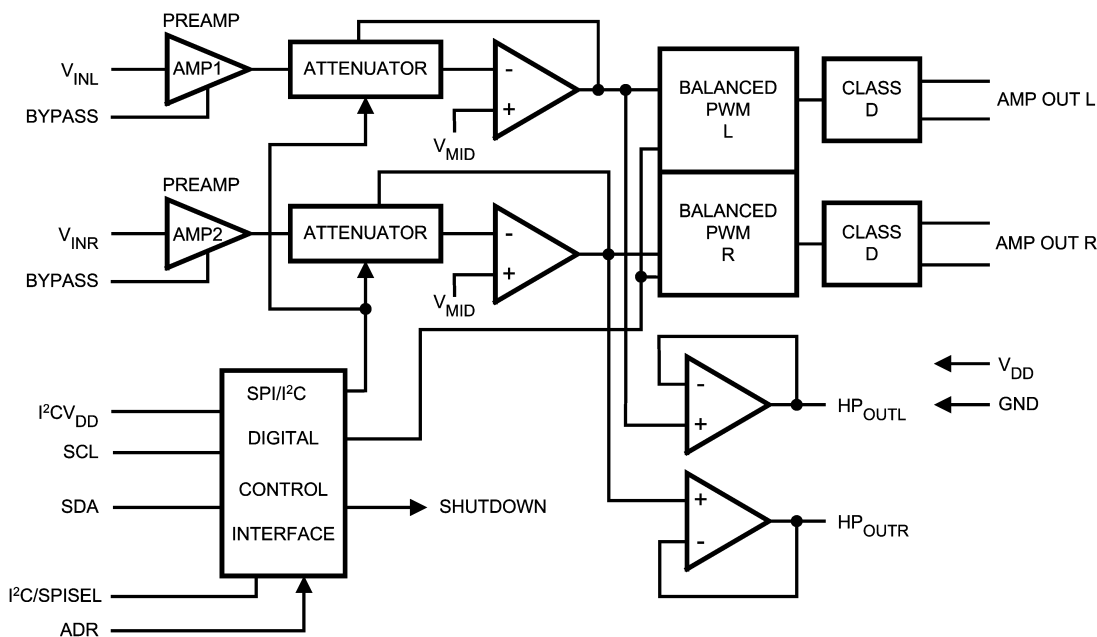 PREAMP
V_INL
AMP1
ATTENUATOR
-
+
V_MID
BYPASS
BALANCED
PWM
L
CLASS
D
AMP OUT L
PREAMP
V_INR
AMP2
ATTENUATOR
-
+
V_MID
BYPASS
BALANCED
PWM
R
CLASS
D
AMP OUT R
-
+
HP_OUTL
V_DD
GND
+
-
HP_OUTR
I²CV_DD
SCL
SDA
I²C/SPISEL
ADR
SPI/I²C
DIGITAL
CONTROL
INTERFACE
SHUTDOWN